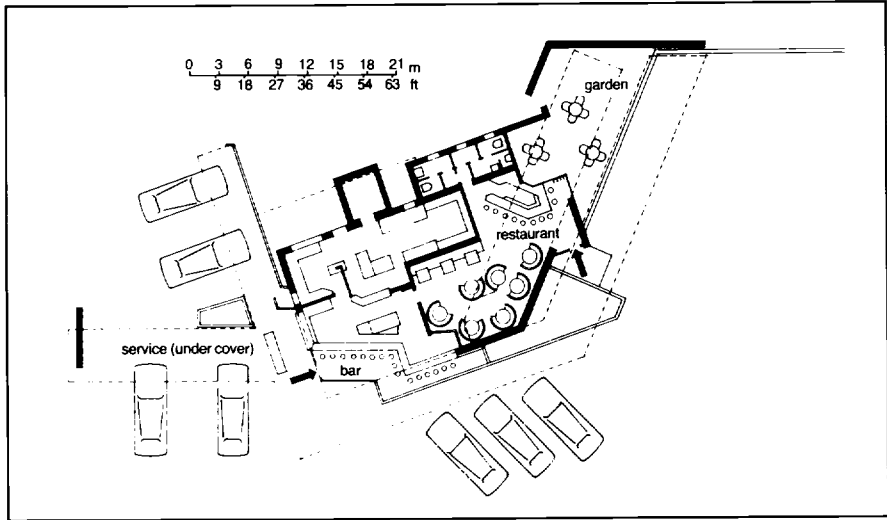 0 3 6 9 12 15 18 21 m
9 18 27 36 45 54 63 ft
garden
restaurant
service (under cover)
bar